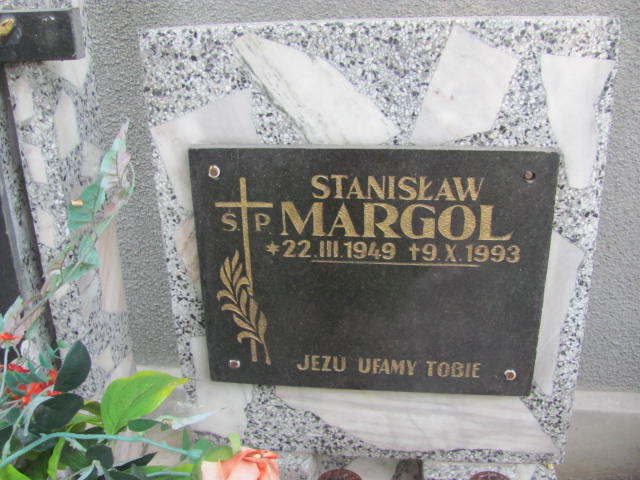 STANISŁAW
Ś.P. MARGOL
*22.III.1949 †9.X.1993
JEZU UFAMY TOBIE